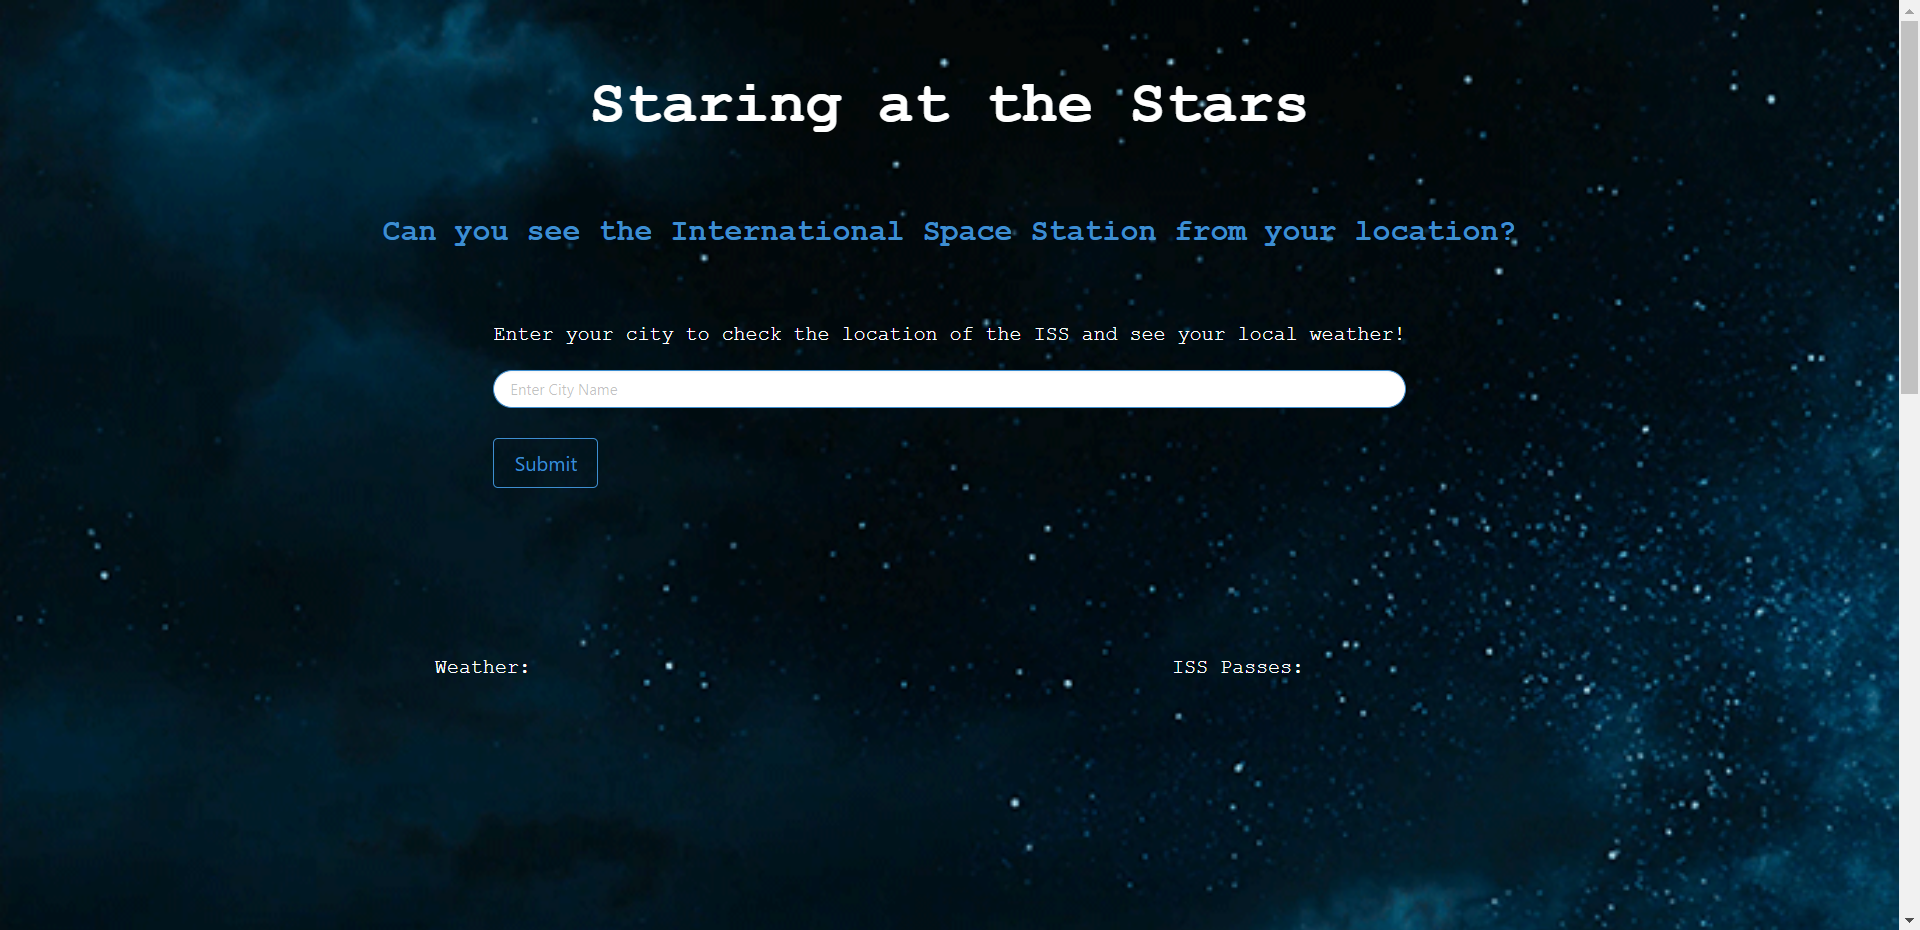 Staring at the Stars
Can you see the International Space Station from your location?
Enter your city to check the location of the ISS and see your local weather!
Enter City Name
Submit
Weather:
ISS Passes: